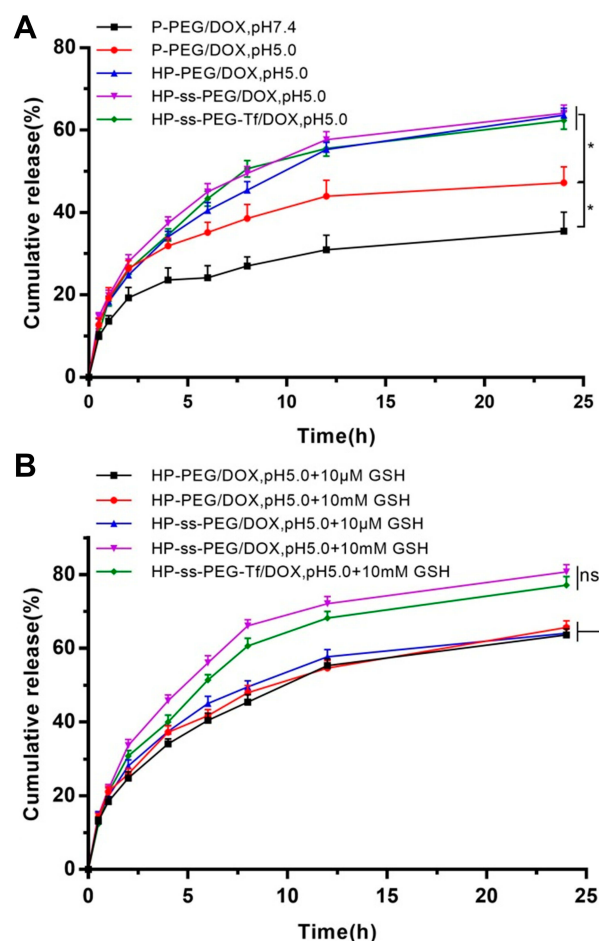 A
P-PEG/DOX,pH7.4
P-PEG/DOX,pH5.0
HP-PEG/DOX,pH5.0
HP-ss-PEG/DOX,pH5.0
HP-ss-PEG-Tf/DOX,pH5.0
80
60
40
20
0
*
*
Cumulative release(%)
0 5 10 15 20 25
Time(h)
B
HP-PEG/DOX,pH5.0+10μM GSH
HP-PEG/DOX,pH5.0+10mM GSH
HP-ss-PEG/DOX,pH5.0+10μM GSH
HP-ss-PEG/DOX,pH5.0+10mM GSH
HP-ss-PEG-Tf/DOX,pH5.0+10mM GSH
80
60
40
20
0
ns
Cumulative release(%)
0 5 10 15 20 25
Time(h)